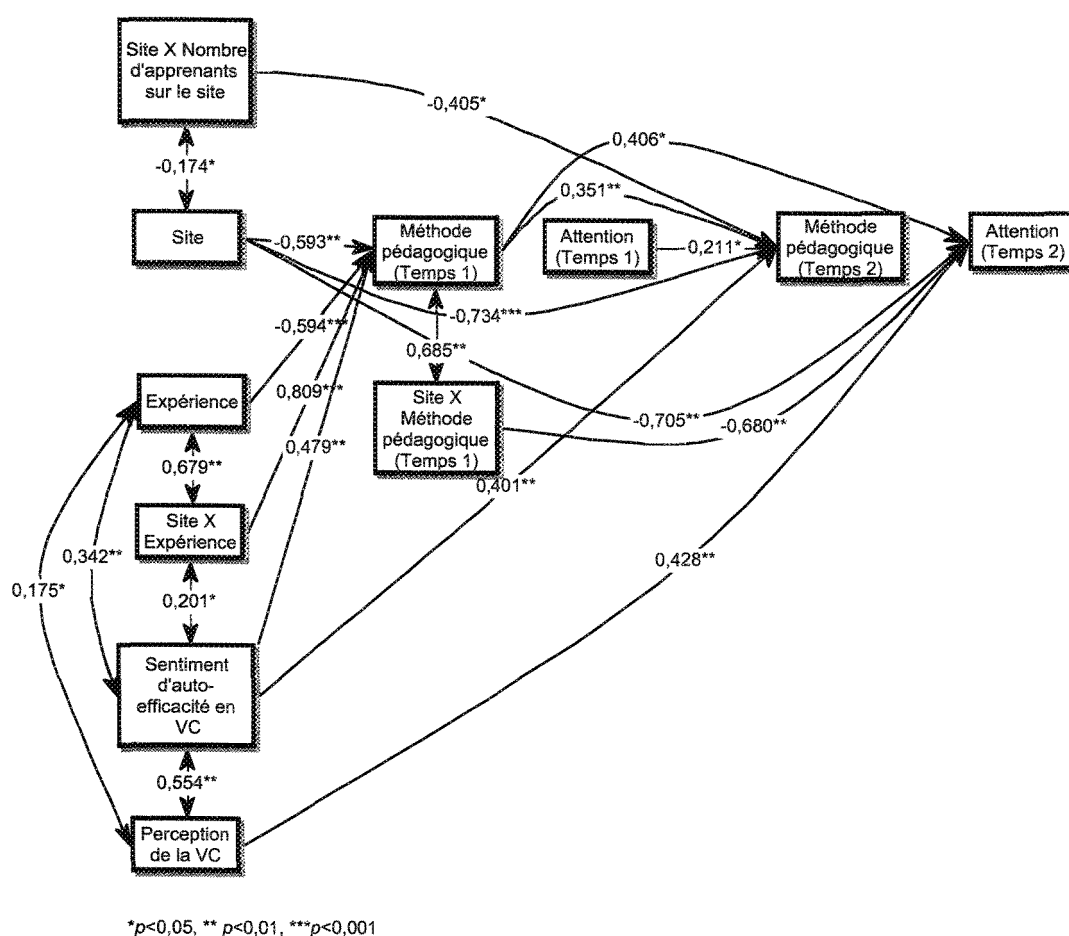 Site X Nombre
d'apprenants
sur le site
-0,405*
0,406*
-0,174*
0,351**
Site
-0,593**
Méthode
pédagogique
(Temps 1)
Attention
(Temps 1)
0,211*
Méthode
pédagogique
(Temps 2)
Attention
(Temps 2)
-0,734***
-0,594***
0,685**
Expérience
0,809***
Site X
Méthode
pédagogique
(Temps 1)
-0,705**
-0,680**
0,479**
0,679**
0,401**
Site X
Expérience
0,342**
0,175*
0,428**
0,201*
Sentiment
d'auto-
efficacité en
VC
0,554**
Perception
de la VC
*p<0,05, ** p<0,01, ***p<0,001